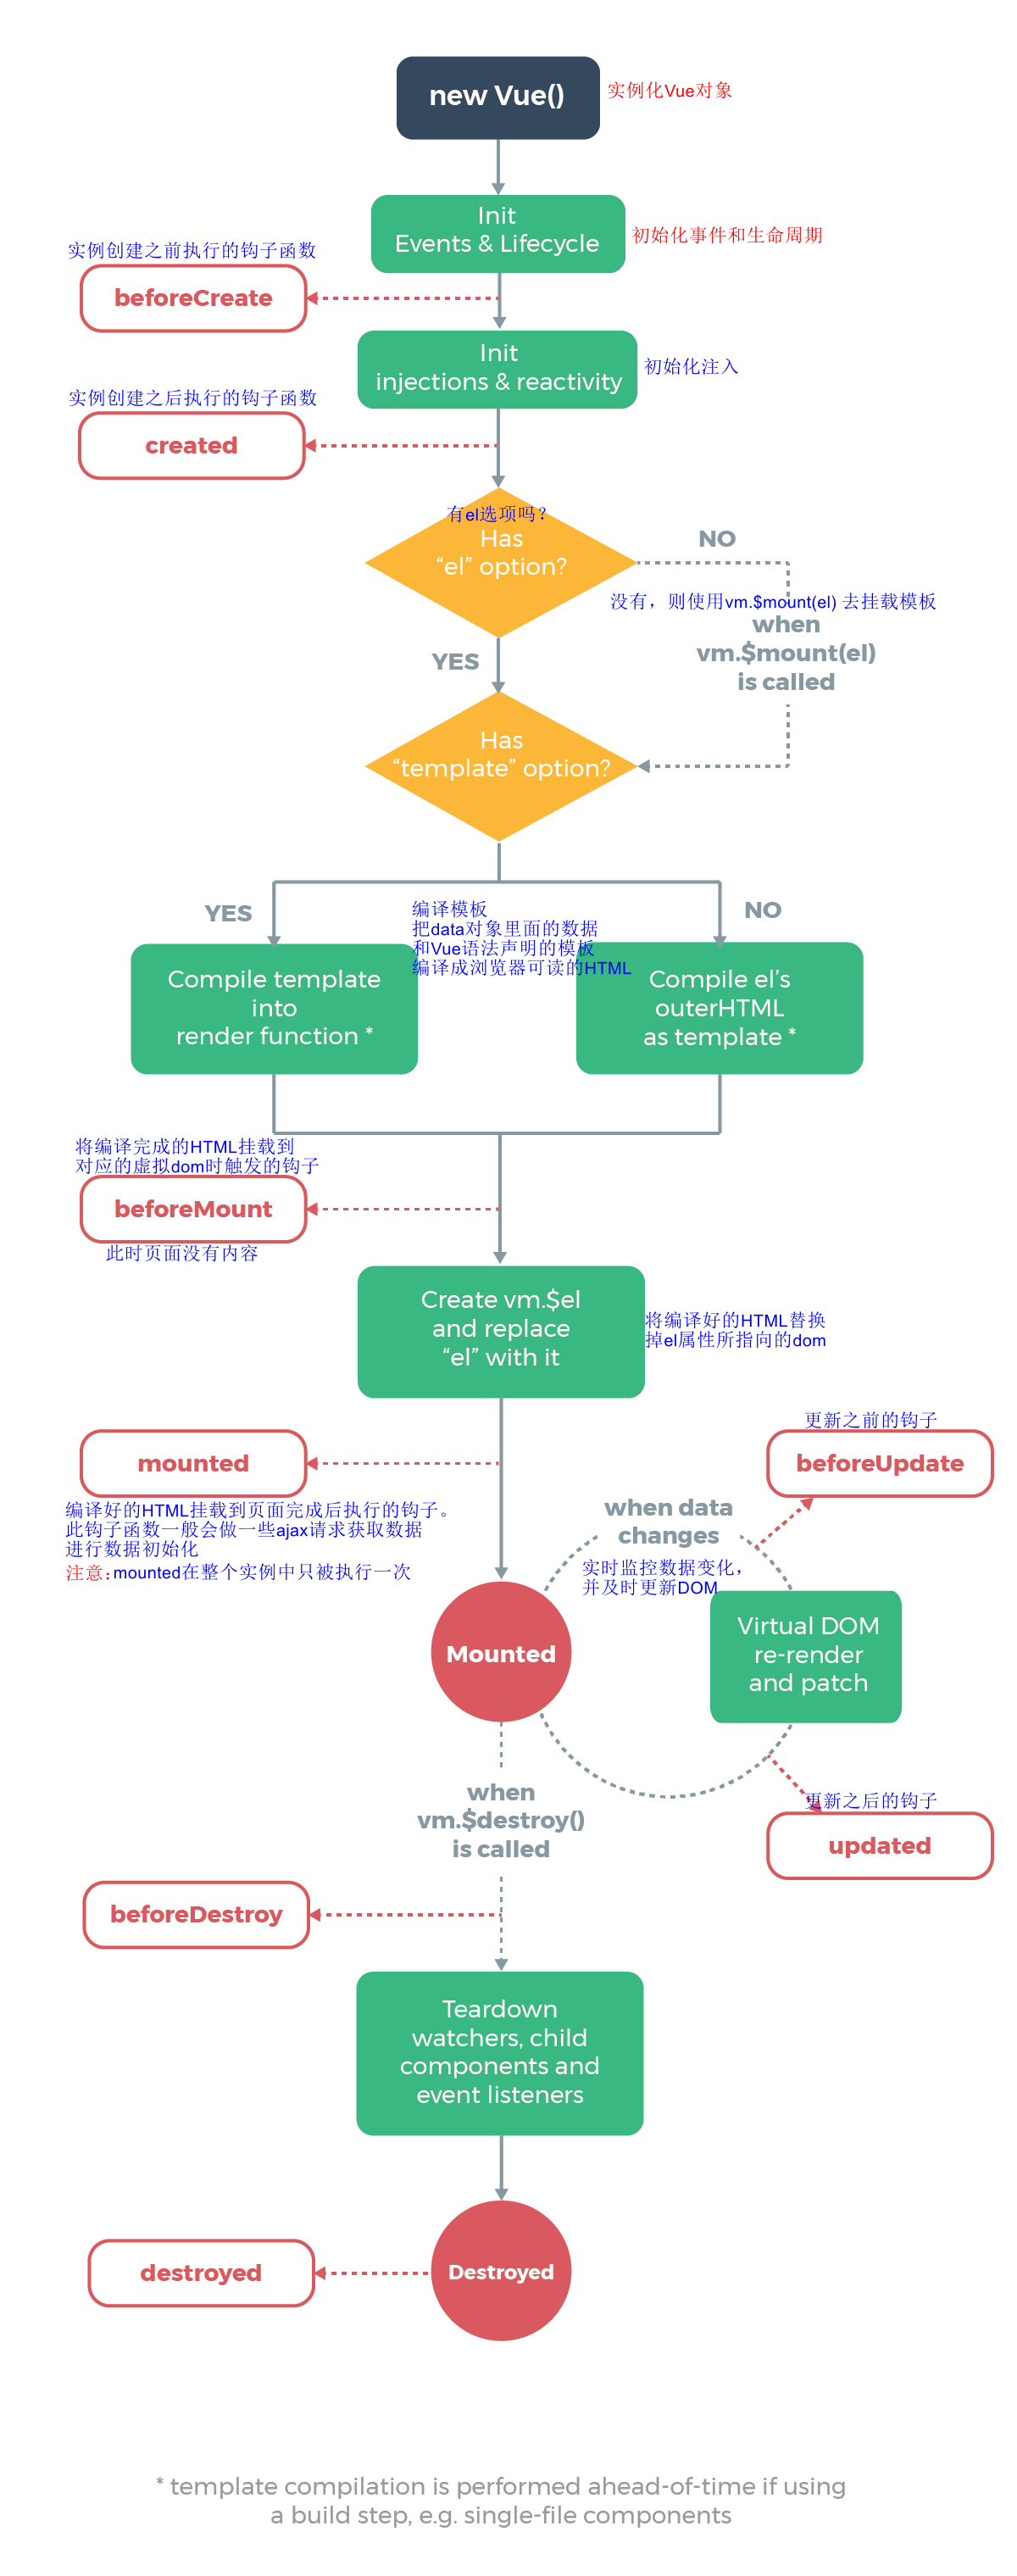 new Vue()
实例化Vue对象
Init
Events & Lifecycle
初始化事件和生命周期
实例创建之前执行的钩子函数
beforeCreate
Init
injections & reactivity
初始化注入
实例创建之后执行的钩子函数
created
有el选项吗?
Has
“el” option?
NO
没有，则使用vm.$mount(el) 去挂载模板
when
vm.$mount(el)
is called
YES
Has
“template” option?
YES
NO
编译模板
把data对象里面的数据
和Vue语法声明的模板
编译成浏览器可读的HTML
Compile template
into
render function *
Compile el’s
outerHTML
as template *
将编译完成的HTML挂载到
对应的虚拟dom时触发的钩子
beforeMount
此时页面没有内容
Create vm.$el
and replace
“el” with it
将编译好的HTML替换
掉el属性所指向的dom
mounted
编译好的HTML挂载到页面完成后执行的钩子。
此钩子函数一般会做一些ajax请求获取数据
进行数据初始化
注意：mounted在整个实例中只被执行一次
更新之前的钩子
beforeUpdate
when data
changes
实时监控数据变化，
并及时更新DOM
Mounted
Virtual DOM
re-render
and patch
更新之后的钩子
updated
when
vm.$destroy()
is called
beforeDestroy
Teardown
watchers, child
components and
event listeners
destroyed
Destroyed
* template compilation is performed ahead-of-time if using
a build step, e.g. single-file components